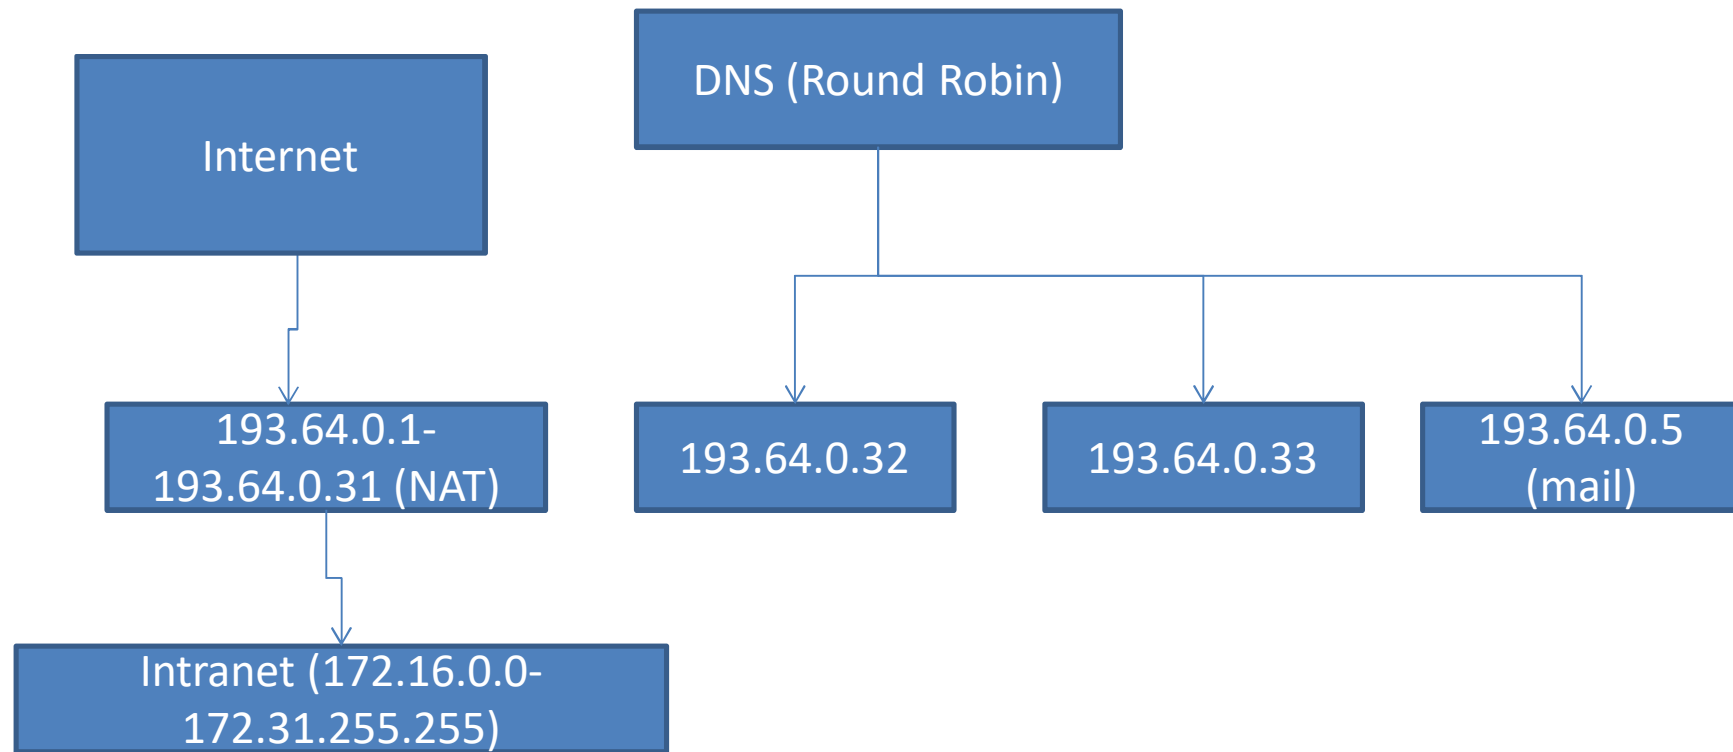 DNS (Round Robin)
Internet
193.64.0.1-
193.64.0.31 (NAT)
193.64.0.32
193.64.0.33
193.64.0.5
(mail)
Intranet (172.16.0.0-
172.31.255.255)